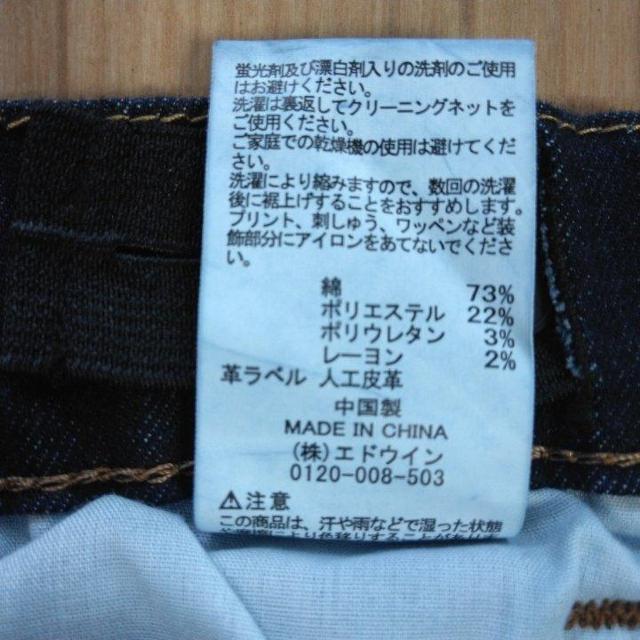 蛍光剤及び漂白剤入りの洗剤のご使用
はお避けください。
洗濯は裏返してクリーニングネットを
ご使用ください。
ご家庭での乾燥機の使用は避けてくだ
さい。
洗濯により縮みますので、数回の洗濯
後に裾上げすることをおすすめします。
プリント、刺しゅう、ワッペンなど装
飾部分にアイロンをあてないでくださ
い。
綿 73%
ポリエステル 22%
ポリウレタン 3%
レーヨン 2%
革ラベル 人工皮革
中国製
MADE IN CHINA
(株)エドウイン
0120-008-503
⚠注意
この商品は、汗や雨などで湿った状態